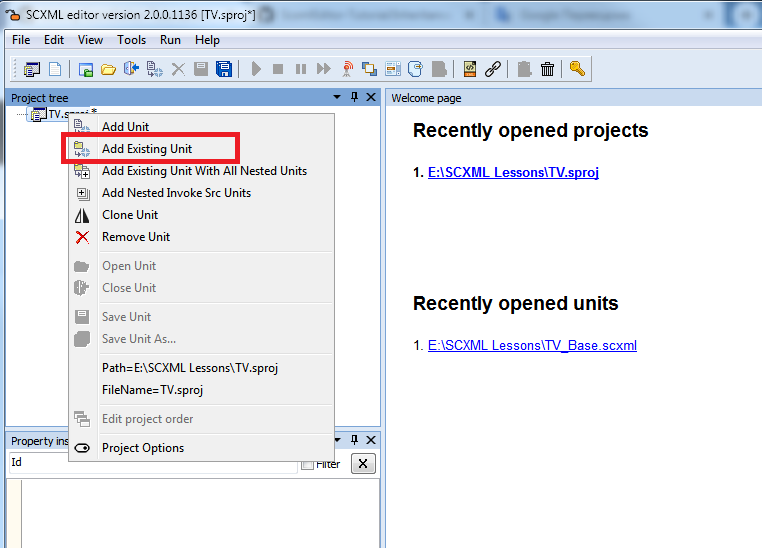 SCXML editor version 2.0.0.1136 [TV.sproj*]
File Edit View Tools Run Help
Project tree
TV.sproj *
Add Unit
Add Existing Unit
Add Existing Unit With All Nested Units
Add Nested Invoke Src Units
Clone Unit
Remove Unit
Open Unit
Close Unit
Save Unit
Save Unit As...
Path=E:\SCXML Lessons\TV.sproj
FileName=TV.sproj
Edit project order
Project Options
Property ins
Id
Filter
X
Welcome page
Recently opened projects
1. E:\SCXML Lessons\TV.sproj
Recently opened units
1. E:\SCXML Lessons\TV_Base.scxml